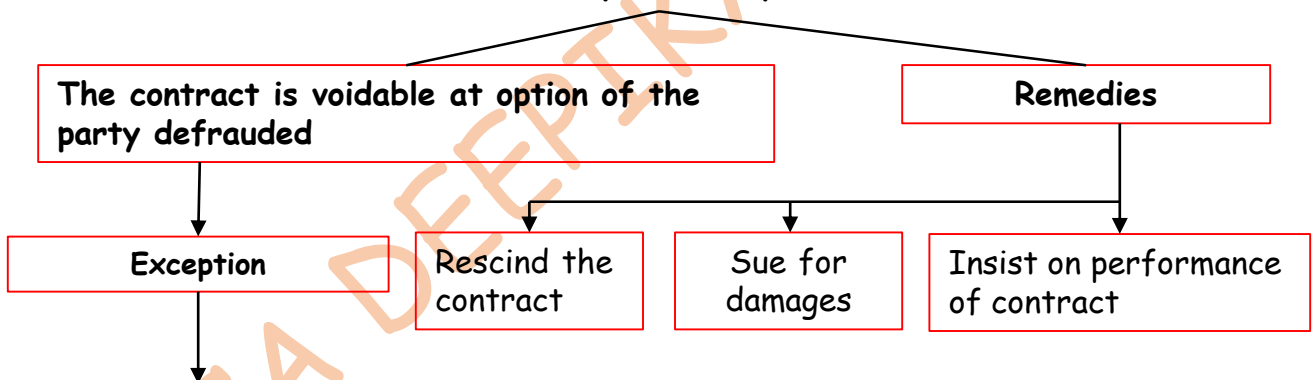 The contract is voidable at option of the
party defrauded
Remedies
Exception
Rescind the
contract
Sue for
damages
Insist on performance
of contract
A DEEPIKA